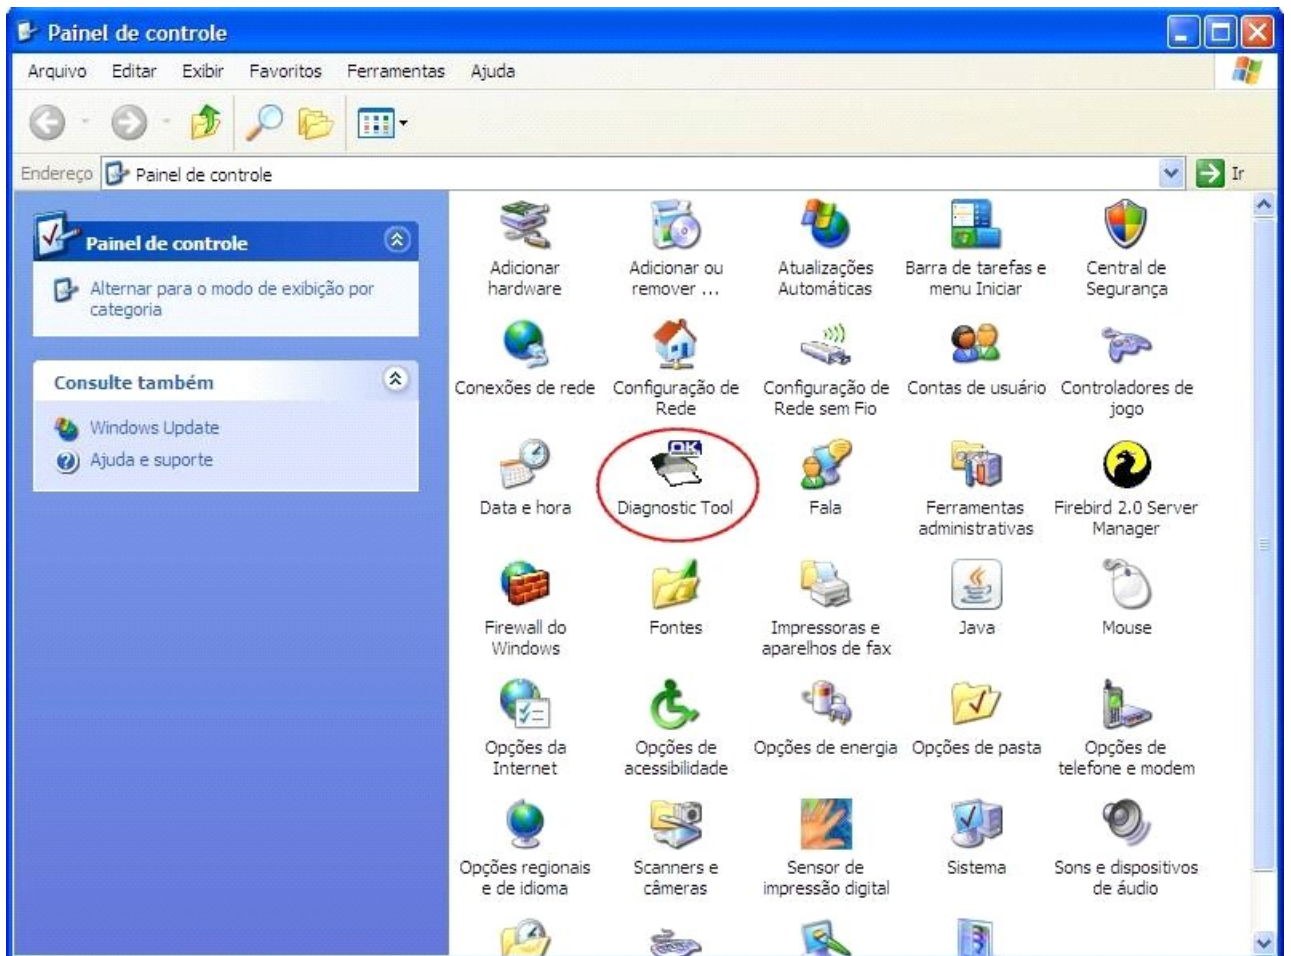 Painel de controle
Arquivo Editar Exibir Favoritos Ferramentas Ajuda
Endereço Painel de controle Ir
Painel de controle
Alternar para o modo de exibição por
categoria
Consulte também
Windows Update
Ajuda e suporte
Adicionar
hardware
Adicionar ou
remover ...
Atualizações
Automáticas
Barra de tarefas e
menu Iniciar
Central de
Segurança
Conexões de rede
Configuração de
Rede
Configuração de
Rede sem Fio
Contas de usuário
Controladores de
jogo
Data e hora
OK
Diagnostic Tool
Fala
Ferramentas
administrativas
Firebird 2.0 Server
Manager
Firewall do
Windows
Fontes
Impressoras e
aparelhos de fax
Java
Mouse
Opções da
Internet
Opções de
acessibilidade
Opções de energia
Opções de pasta
Opções de
telefone e modem
Opções regionais
e de idioma
Scanners e
câmeras
Sensor de
impressão digital
Sistema
Sons e dispositivos
de áudio